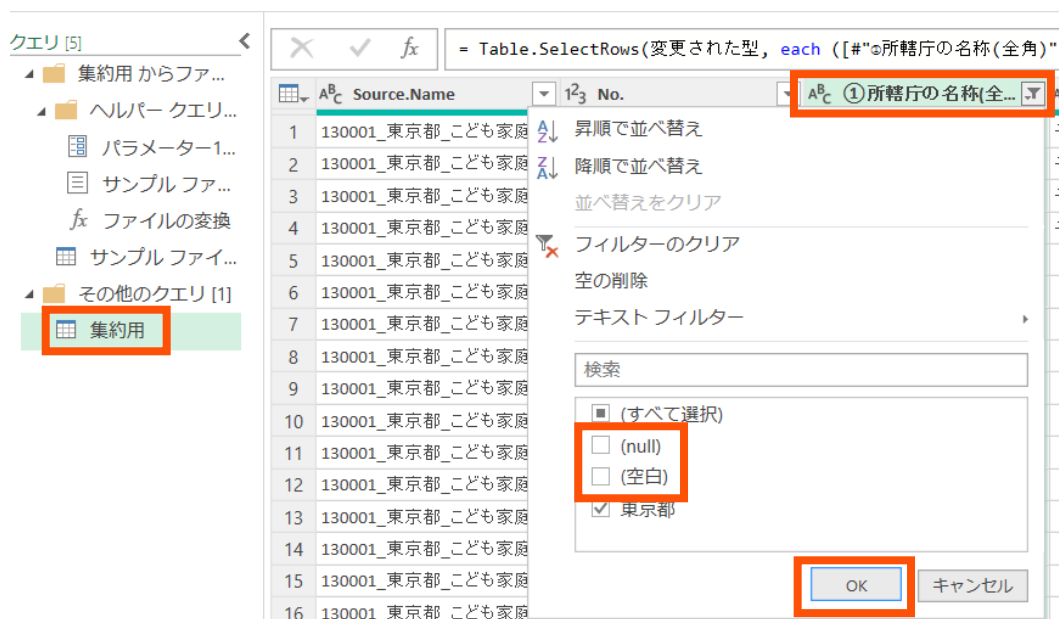 クエリ [5]
集約用 からファ...
ヘルパー クエリ...
パラメーター1...
サンプル ファ...
fx ファイルの変換
サンプル ファイ...
その他のクエリ [1]
集約用
fx = Table.SelectRows(変更された型, each ([#"①所轄庁の名称(全角)"
ABC Source.Name 123 No. ABC ①所轄庁の名称(全...
1 130001_東京都_こども家庭
2 130001_東京都_こども家庭
3 130001_東京都_こども家庭
4 130001_東京都_こども家庭
5 130001_東京都_こども家庭
6 130001_東京都_こども家庭
7 130001_東京都_こども家庭
8 130001_東京都_こども家庭
9 130001_東京都_こども家庭
10 130001_東京都_こども家庭
11 130001_東京都_こども家庭
12 130001_東京都_こども家庭
13 130001_東京都_こども家庭
14 130001_東京都_こども家庭
15 130001_東京都_こども家庭
16 130001_東京都_こども家庭
昇順で並べ替え
降順で並べ替え
並べ替えをクリア
フィルターのクリア
空の削除
テキスト フィルター
検索
(すべて選択)
(null)
(空白)
東京都
OK キャンセル